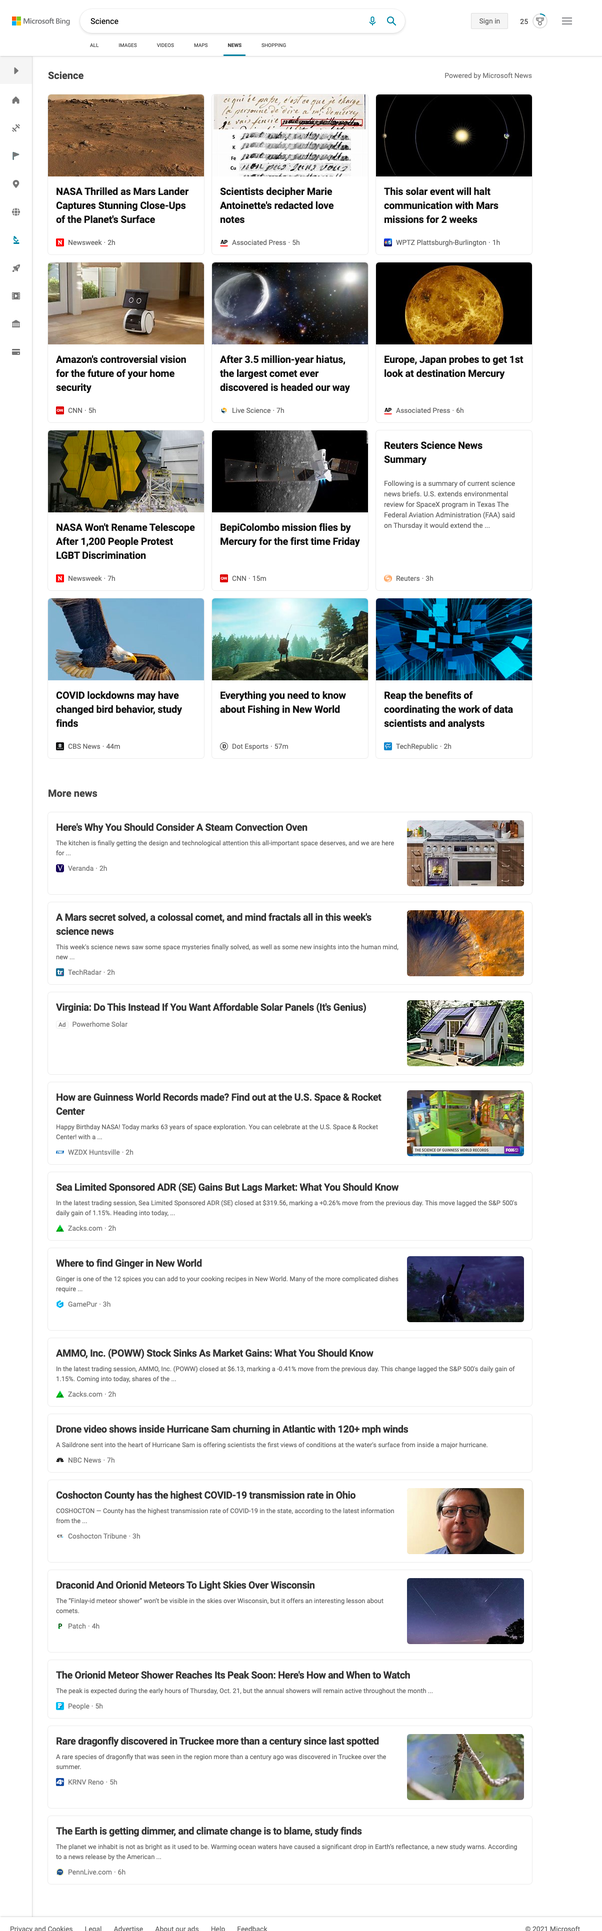 Microsoft Bing
Science
Sign in
25
ALL IMAGES VIDEOS MAPS NEWS SHOPPING
Science
Powered by Microsoft News
NASA Thrilled as Mars Lander
Captures Stunning Close-Ups
of the Planet's Surface
Newsweek · 2h
Scientists decipher Marie
Antoinette's redacted love
notes
AP Associated Press · 5h
This solar event will halt
communication with Mars
missions for 2 weeks
WPTZ Plattsburgh-Burlington · 1h
Amazon's controversial vision
for the future of your home
security
CNN · 5h
After 3.5 million-year hiatus,
the largest comet ever
discovered is headed our way
Live Science · 7h
Europe, Japan probes to get 1st
look at destination Mercury
AP Associated Press · 6h
NASA Won't Rename Telescope
After 1,200 People Protest
LGBT Discrimination
Newsweek · 7h
BepiColombo mission flies by
Mercury for the first time Friday
CNN · 15m
Reuters Science News
Summary
Following is a summary of current science
news briefs. U.S. extends environmental
review for SpaceX program in Texas The
Federal Aviation Administration (FAA) said
on Thursday it would extend the ...
Reuters · 3h
COVID lockdowns may have
changed bird behavior, study
finds
CBS News · 44m
Everything you need to know
about Fishing in New World
Dot Esports · 57m
Reap the benefits of
coordinating the work of data
scientists and analysts
TechRepublic · 2h
More news
Here's Why You Should Consider A Steam Convection Oven
The kitchen is finally getting the design and technological attention this all-important space deserves, and we are here
for ...
V Veranda · 2h
A Mars secret solved, a colossal comet, and mind fractals all in this week's
science news
This week's science news saw some space mysteries finally solved, as well as some new insights into the human mind,
new ...
tr TechRadar · 2h
Virginia: Do This Instead If You Want Affordable Solar Panels (It's Genius)
Ad Powerhome Solar
How are Guinness World Records made? Find out at the U.S. Space & Rocket
Center
Happy Birthday NASA! Today marks 63 years of space exploration. You can celebrate at the U.S. Space & Rocket
Center! with a ...
WZDX Huntsville · 2h
THE SCIENCE OF GUINNESS WORLD RECORDS
Sea Limited Sponsored ADR (SE) Gains But Lags Market: What You Should Know
In the latest trading session, Sea Limited Sponsored ADR (SE) closed at $319.56, marking a +0.26% move from the previous day. This move lagged the S&P 500's
daily gain of 1.15%. Heading into today, ...
Zacks.com · 2h
Where to find Ginger in New World
Ginger is one of the 12 spices you can add to your cooking recipes in New World. Many of the more complicated dishes
require ...
GamePur · 3h
AMMO, Inc. (POWW) Stock Sinks As Market Gains: What You Should Know
In the latest trading session, AMMO, Inc. (POWW) closed at $6.13, marking a -0.41% move from the previous day. This change lagged the S&P 500's daily gain of
1.15%. Coming into today, shares of the ...
Zacks.com · 2h
Drone video shows inside Hurricane Sam churning in Atlantic with 120+ mph winds
A Saildrone sent into the heart of Hurricane Sam is offering scientists the first views of conditions at the water's surface from inside a major hurricane.
NBC News · 7h
Coshocton County has the highest COVID-19 transmission rate in Ohio
COSHOCTON — County has the highest transmission rate of COVID-19 in the state, according to the latest information
from the ...
Coshocton Tribune · 3h
Draconid And Orionid Meteors To Light Skies Over Wisconsin
The "Finlay-id meteor shower" won't be visible in the skies over Wisconsin, but it offers an interesting lesson about
comets.
P Patch · 4h
The Orionid Meteor Shower Reaches Its Peak Soon: Here's How and When to Watch
The peak is expected during the early hours of Thursday, Oct. 21, but the annual showers will remain active throughout the month ...
People · 5h
Rare dragonfly discovered in Truckee more than a century since last spotted
A rare species of dragonfly that was seen in the region more than a century ago was discovered in Truckee over the
summer.
KRNV Reno · 5h
The Earth is getting dimmer, and climate change is to blame, study finds
The planet we inhabit is not as bright as it used to be. Warming ocean waters have caused a significant drop in Earth's reflectance, a new study warns. According
to a news release by the American ...
PennLive.com · 6h
Privacy and Cookies Legal Advertise About our ads Help Feedback
© 2021 Microsoft